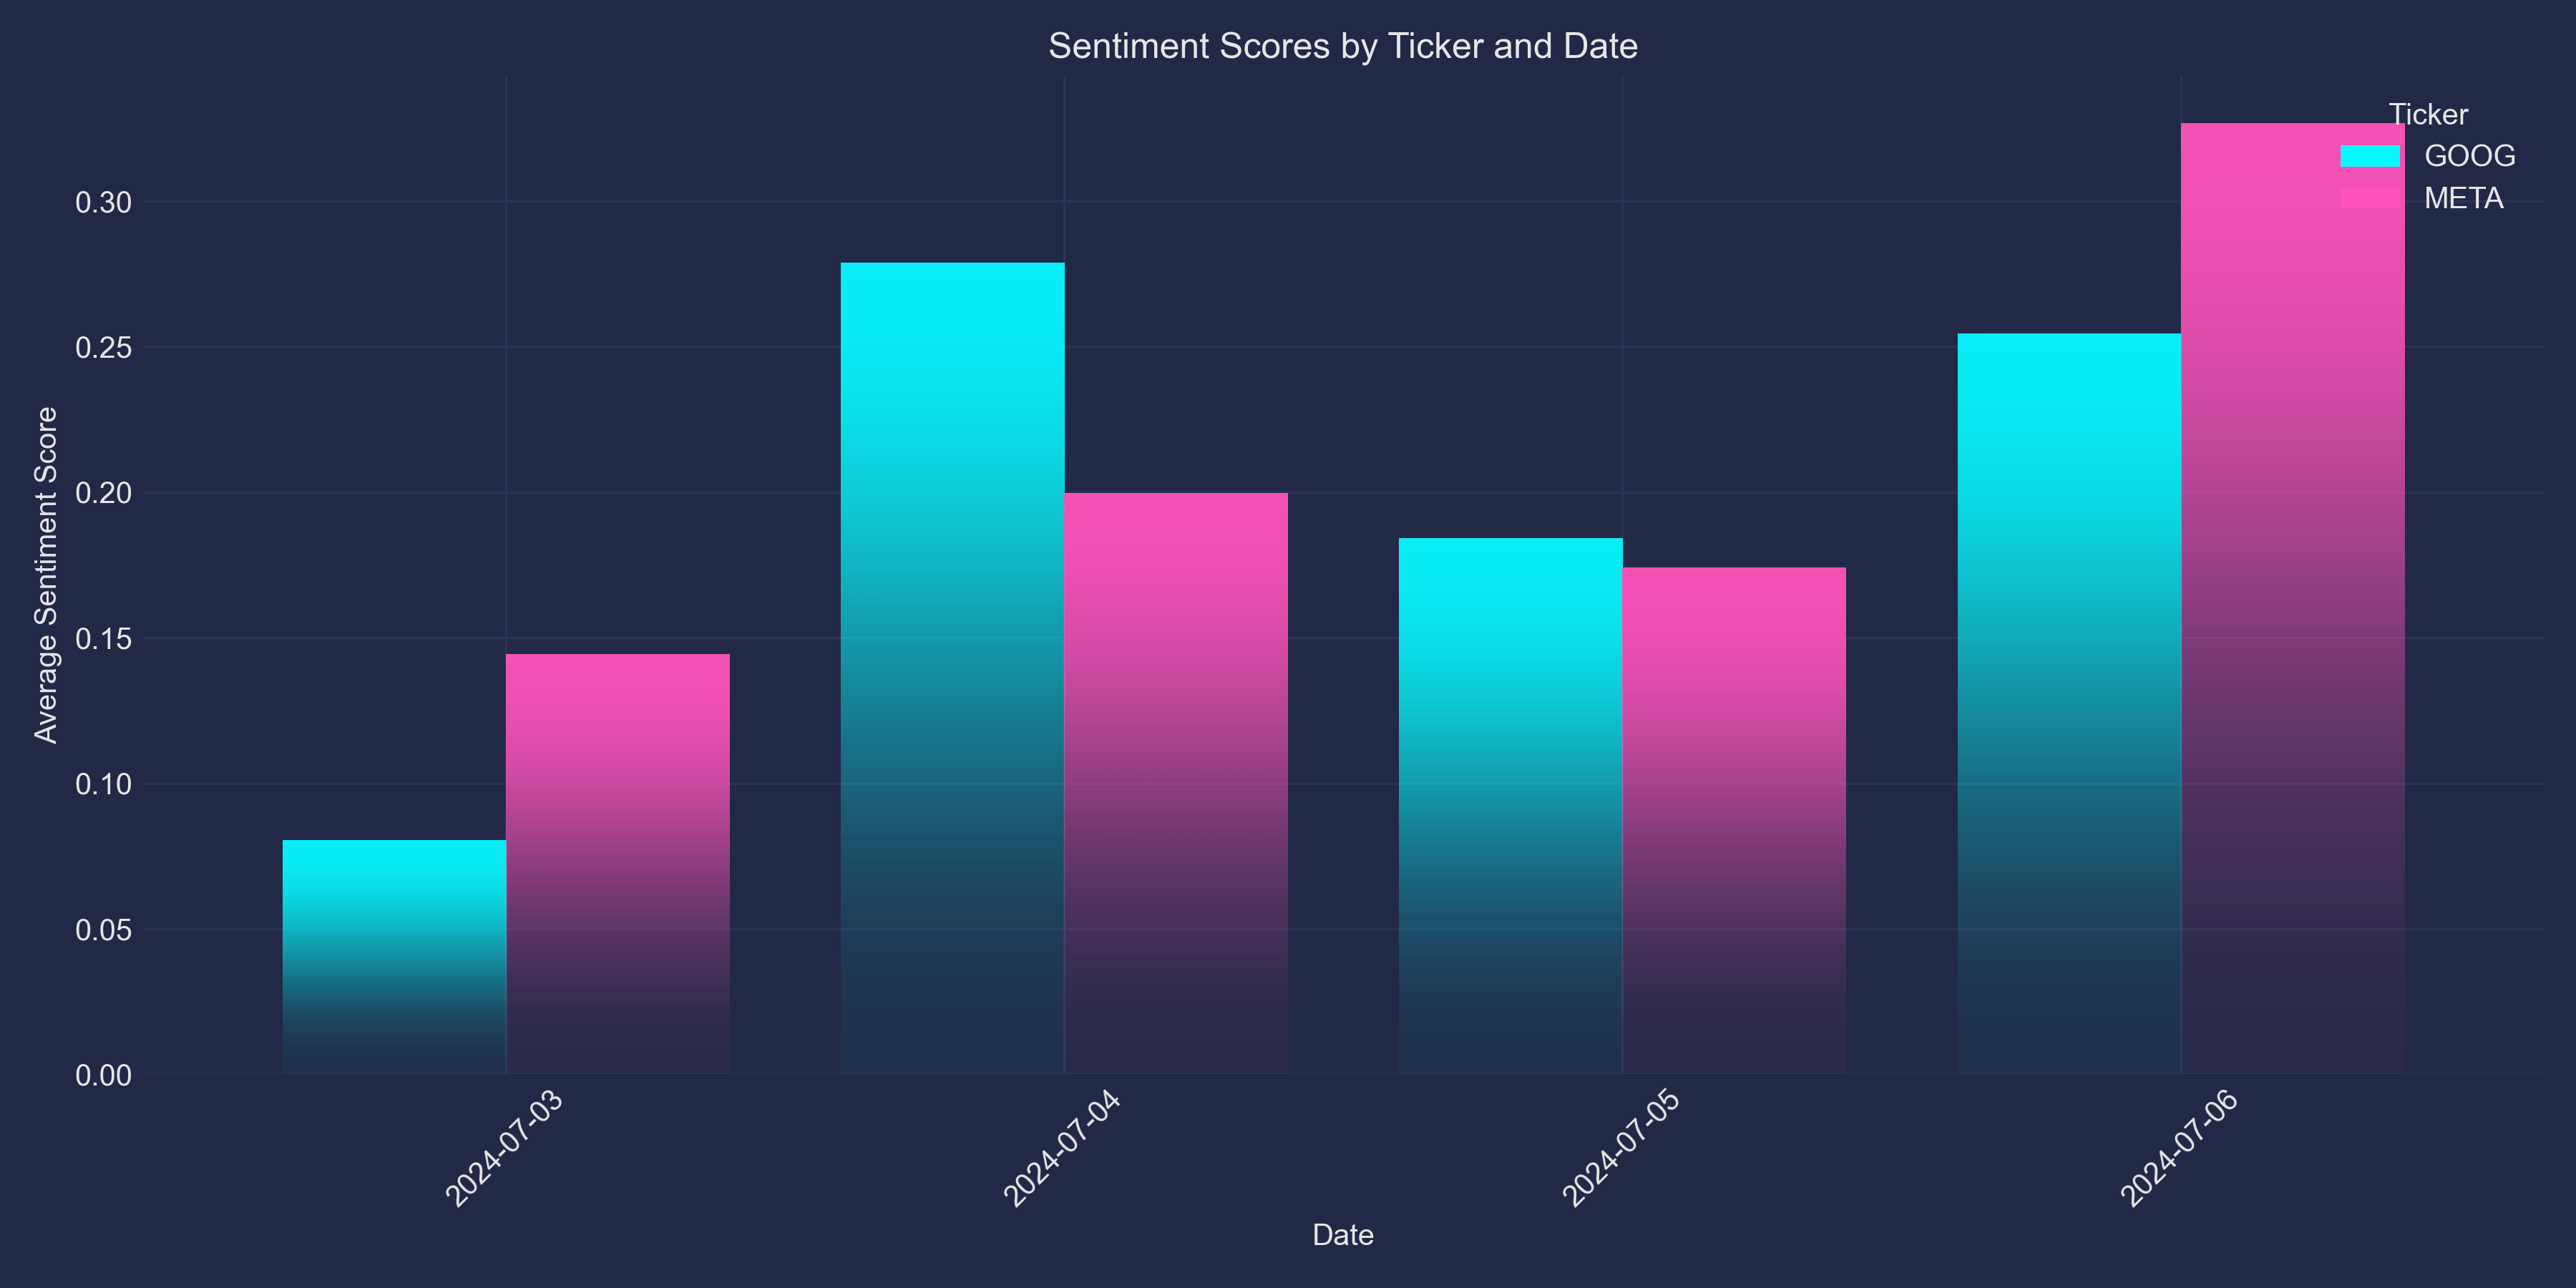 Sentiment Scores by Ticker and Date
Ticker
GOOG
META
Average Sentiment Score
0.30
0.25
0.20
0.15
0.10
0.05
0.00
2024-07-03
2024-07-04
2024-07-05
2024-07-06
Date